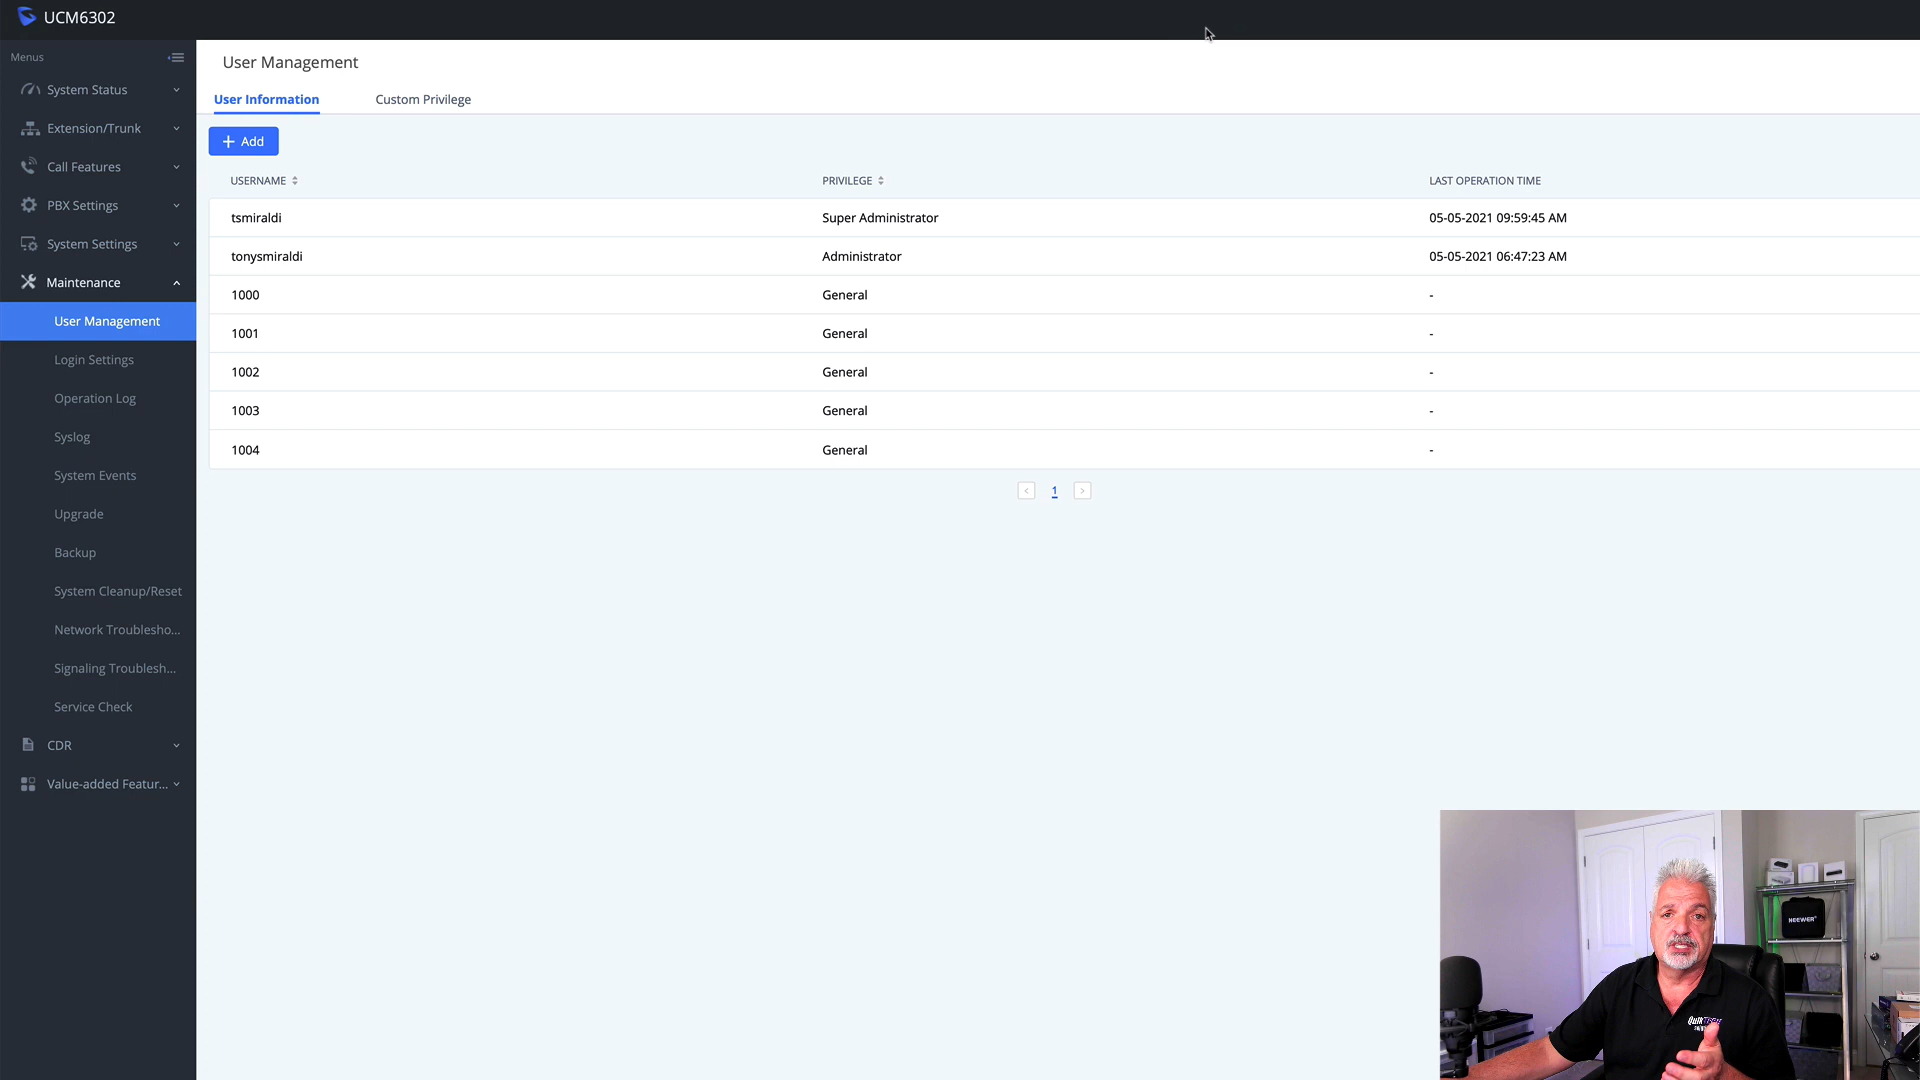 UCM6302
Menus
System Status
Extension/Trunk
Call Features
PBX Settings
System Settings
Maintenance
User Management
Login Settings
Operation Log
Syslog
System Events
Upgrade
Backup
System Cleanup/Reset
Network Troublesho...
Signaling Troublesh...
Service Check
CDR
Value-added Featur...
User Management
User Information Custom Privilege
+ Add
USERNAME PRIVILEGE LAST OPERATION TIME
tsmiraldi Super Administrator 05-05-2021 09:59:45 AM
tonysmiraldi Administrator 05-05-2021 06:47:23 AM
1000 General -
1001 General -
1002 General -
1003 General -
1004 General -
< 1 >
NEEWER